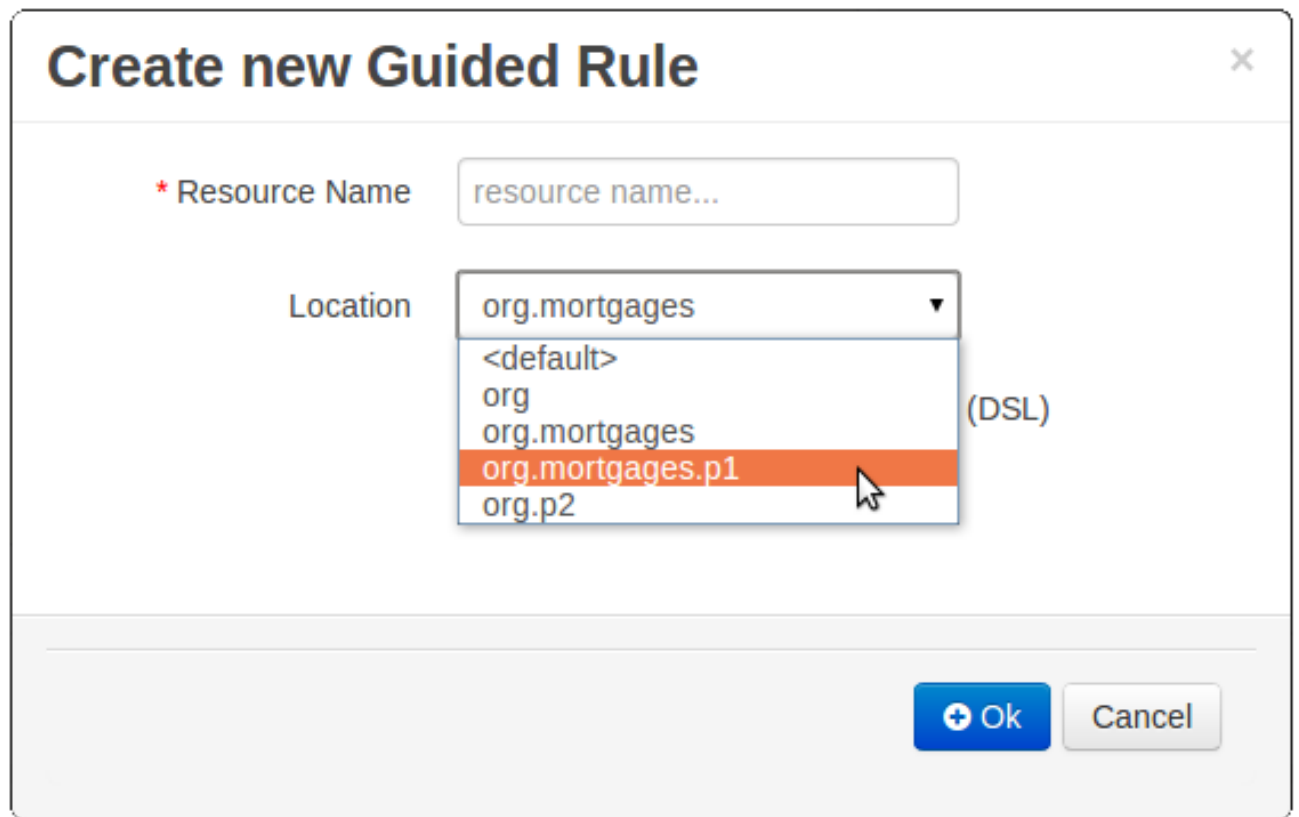 Create new Guided Rule ×
* Resource Name resource name...
Location org.mortgages
<default>
org
(DSL)
org.mortgages
org.mortgages.p1
org.p2
Ok Cancel